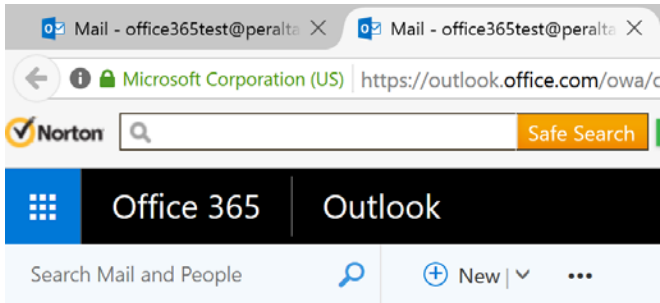 Mail - office365test@peralta Mail - office365test@peralta
Microsoft Corporation (US) https://outlook.office.com/owa/
Norton Safe Search
Office 365 Outlook
Search Mail and People New